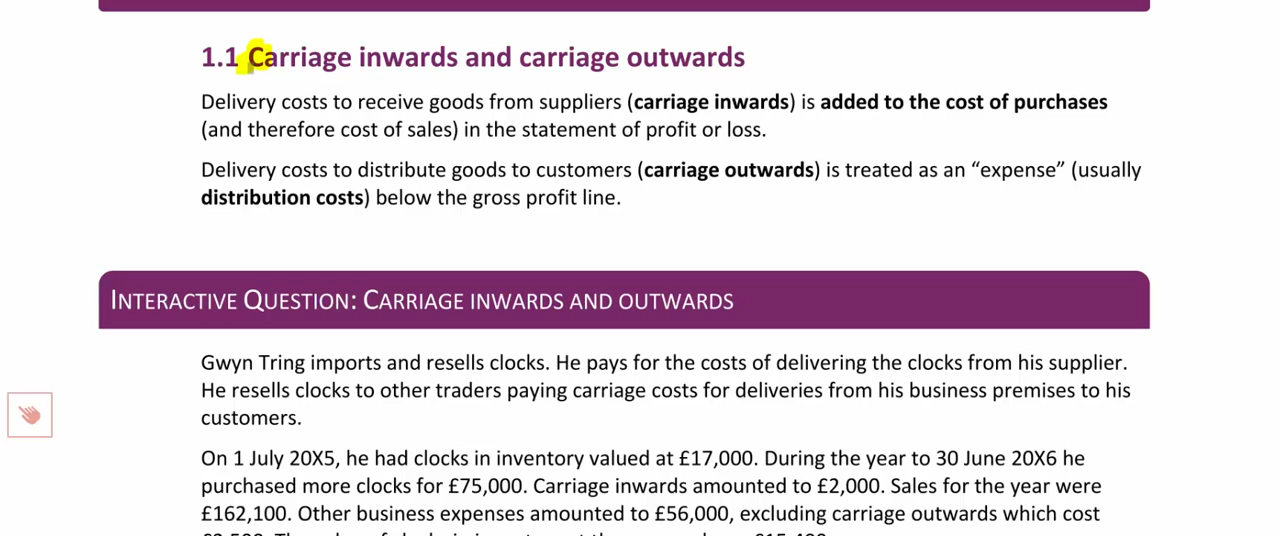 1.1 Carriage inwards and carriage outwards
Delivery costs to receive goods from suppliers (carriage inwards) is added to the cost of purchases
(and therefore cost of sales) in the statement of profit or loss.
Delivery costs to distribute goods to customers (carriage outwards) is treated as an “expense” (usually
distribution costs) below the gross profit line.
INTERACTIVE QUESTION: CARRIAGE INWARDS AND OUTWARDS
Gwyn Tring imports and resells clocks. He pays for the costs of delivering the clocks from his supplier.
He resells clocks to other traders paying carriage costs for deliveries from his business premises to his
customers.
On 1 July 20X5, he had clocks in inventory valued at £17,000. During the year to 30 June 20X6 he
purchased more clocks for £75,000. Carriage inwards amounted to £2,000. Sales for the year were
£162,100. Other business expenses amounted to £56,000, excluding carriage outwards which cost